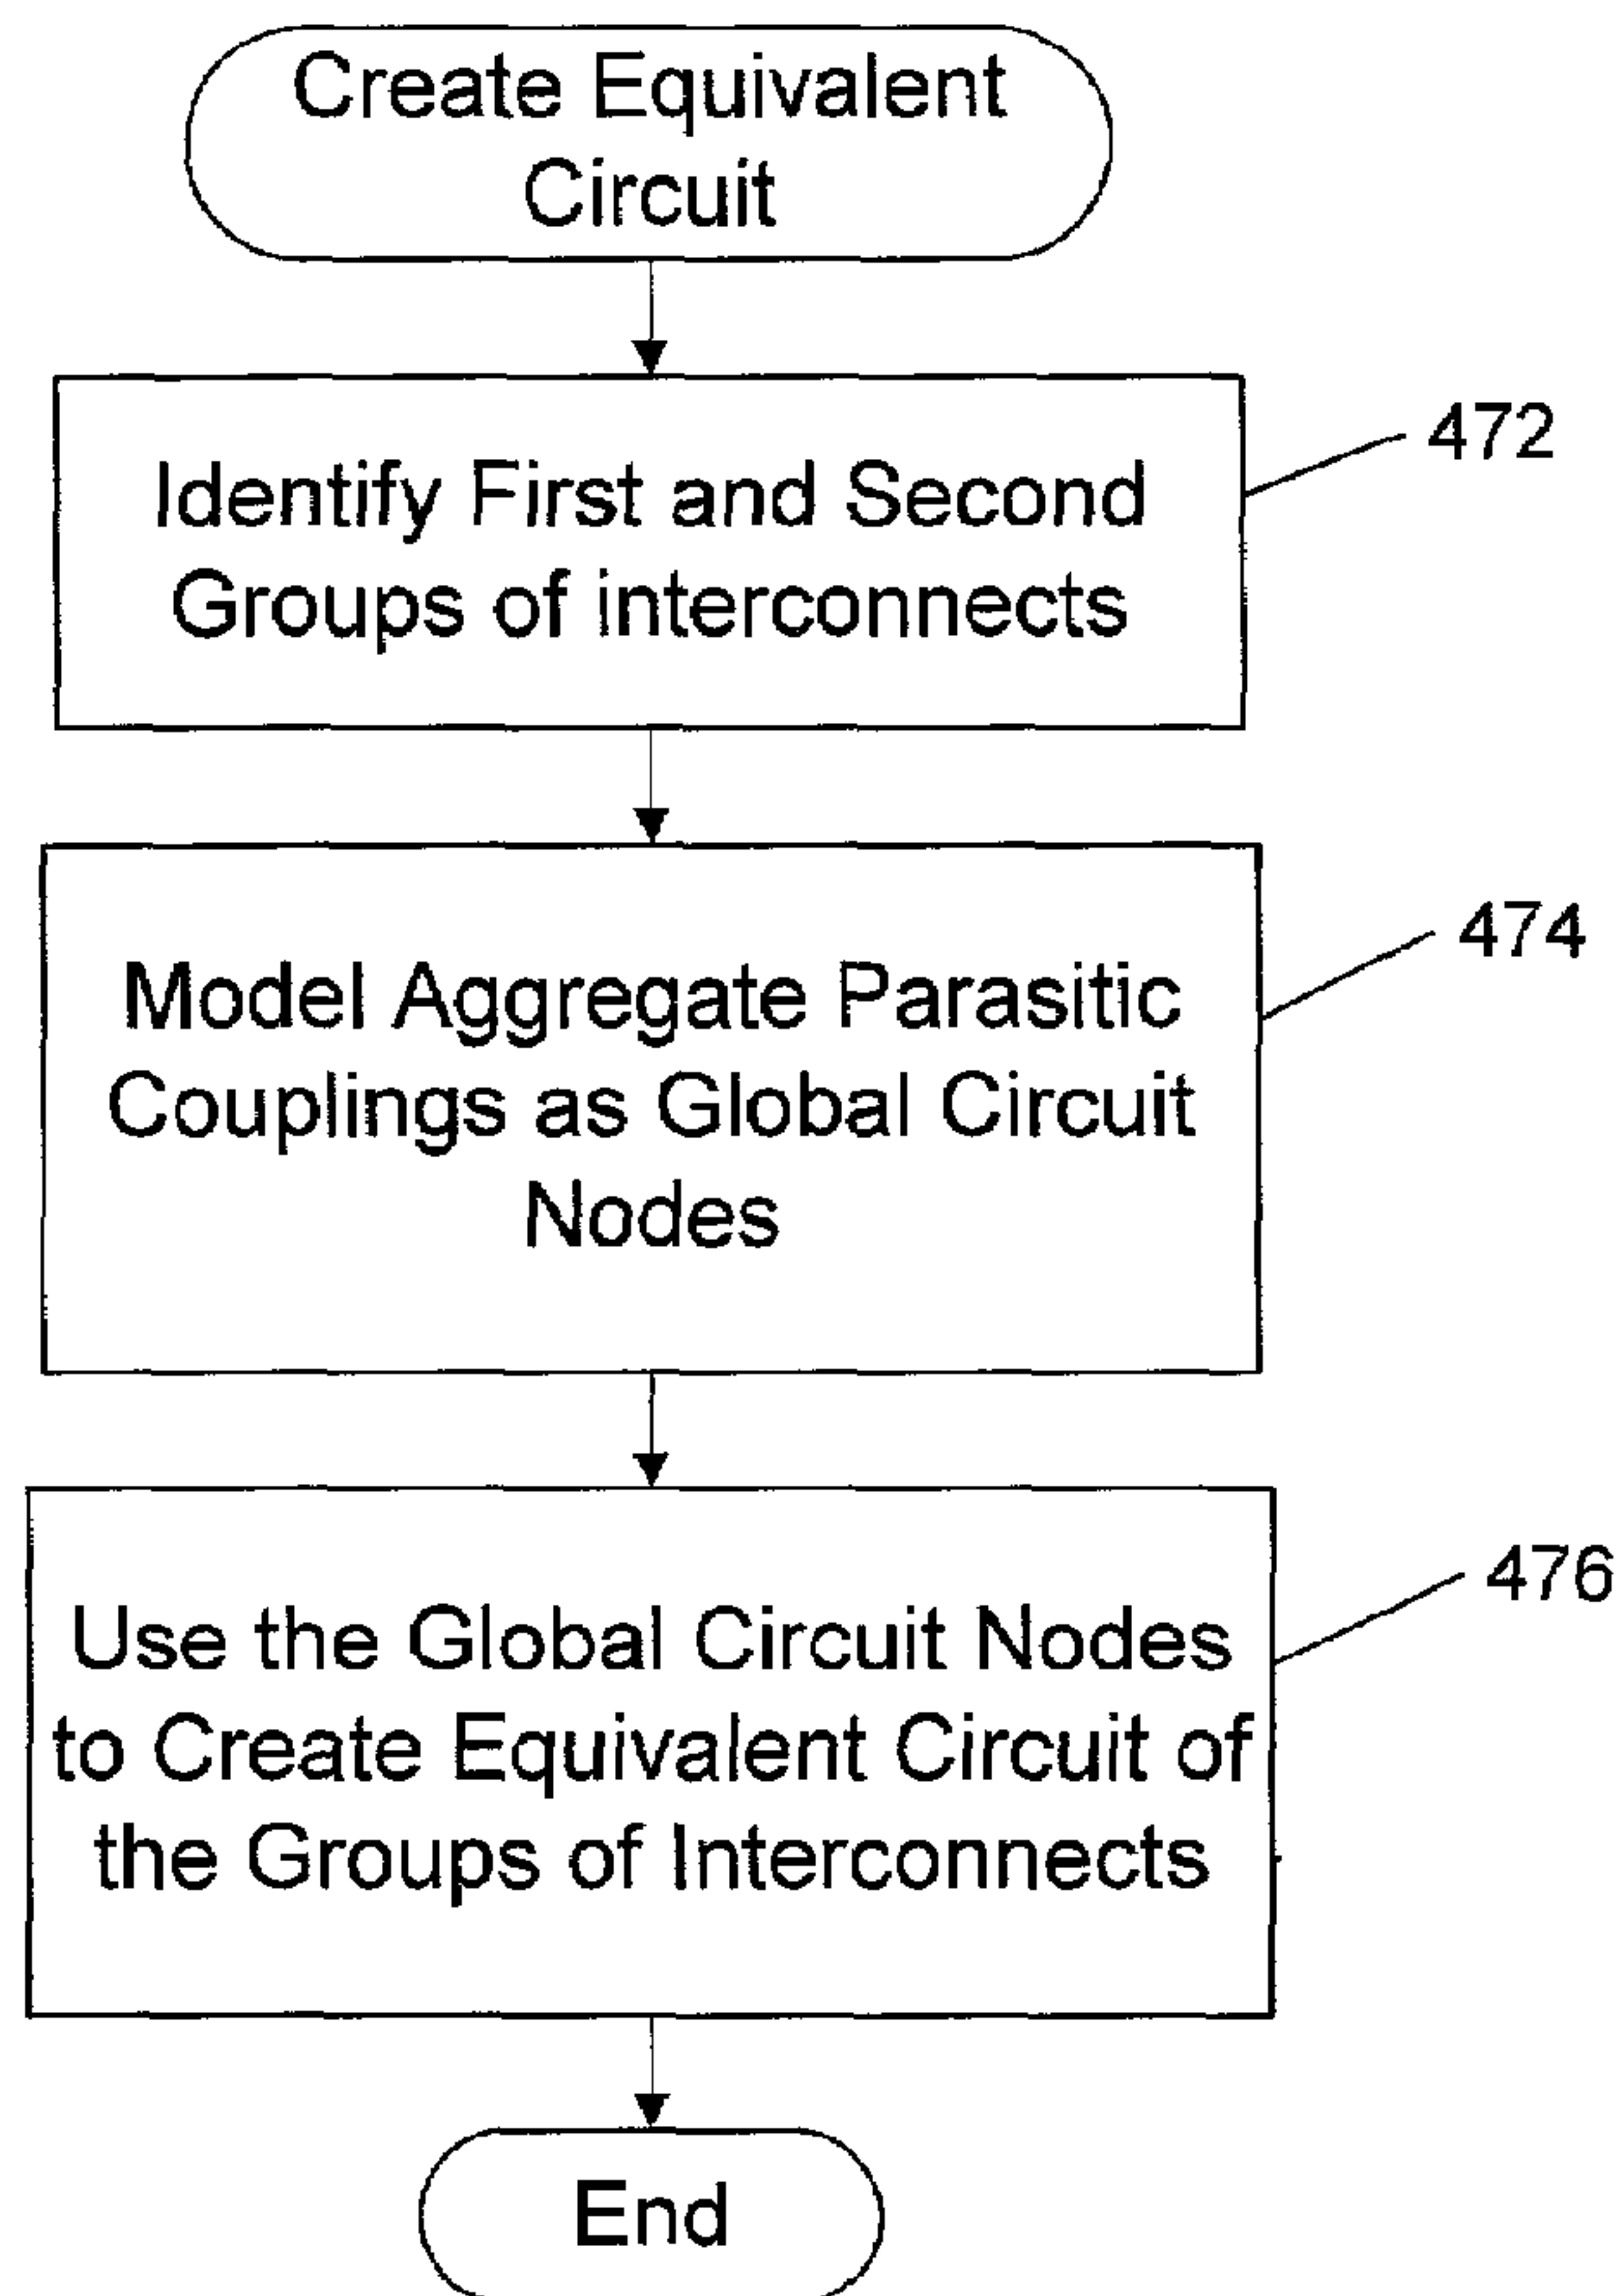 Create Equivalent
Circuit
Identify First and Second
Groups of interconnects
472
Model Aggregate Parasitic
Couplings as Global Circuit
Nodes
474
Use the Global Circuit Nodes
to Create Equivalent Circuit of
the Groups of Interconnects
476
End